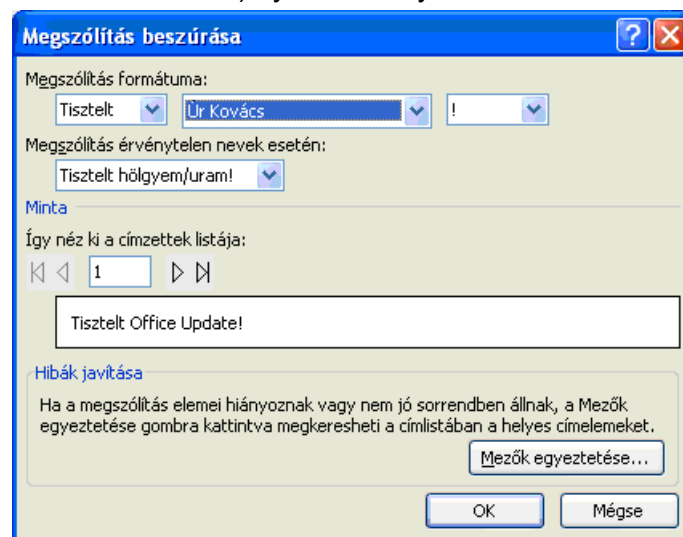 Megszólítás beszúrása
Megszólítás formátuma:
Tisztelt Úr Kovács !
Megszólítás érvénytelen nevek esetén:
Tisztelt hölgyem/uram!
Minta
Így néz ki a címzettek listája:
1
Tisztelt Office Update!
Hibák javítása
Ha a megszólítás elemei hiányoznak vagy nem jó sorrendben állnak, a Mezők
egyeztetése gombra kattintva megkeresheti a címlistában a helyes címelemeket.
Mezők egyeztetése...
OK Mégse